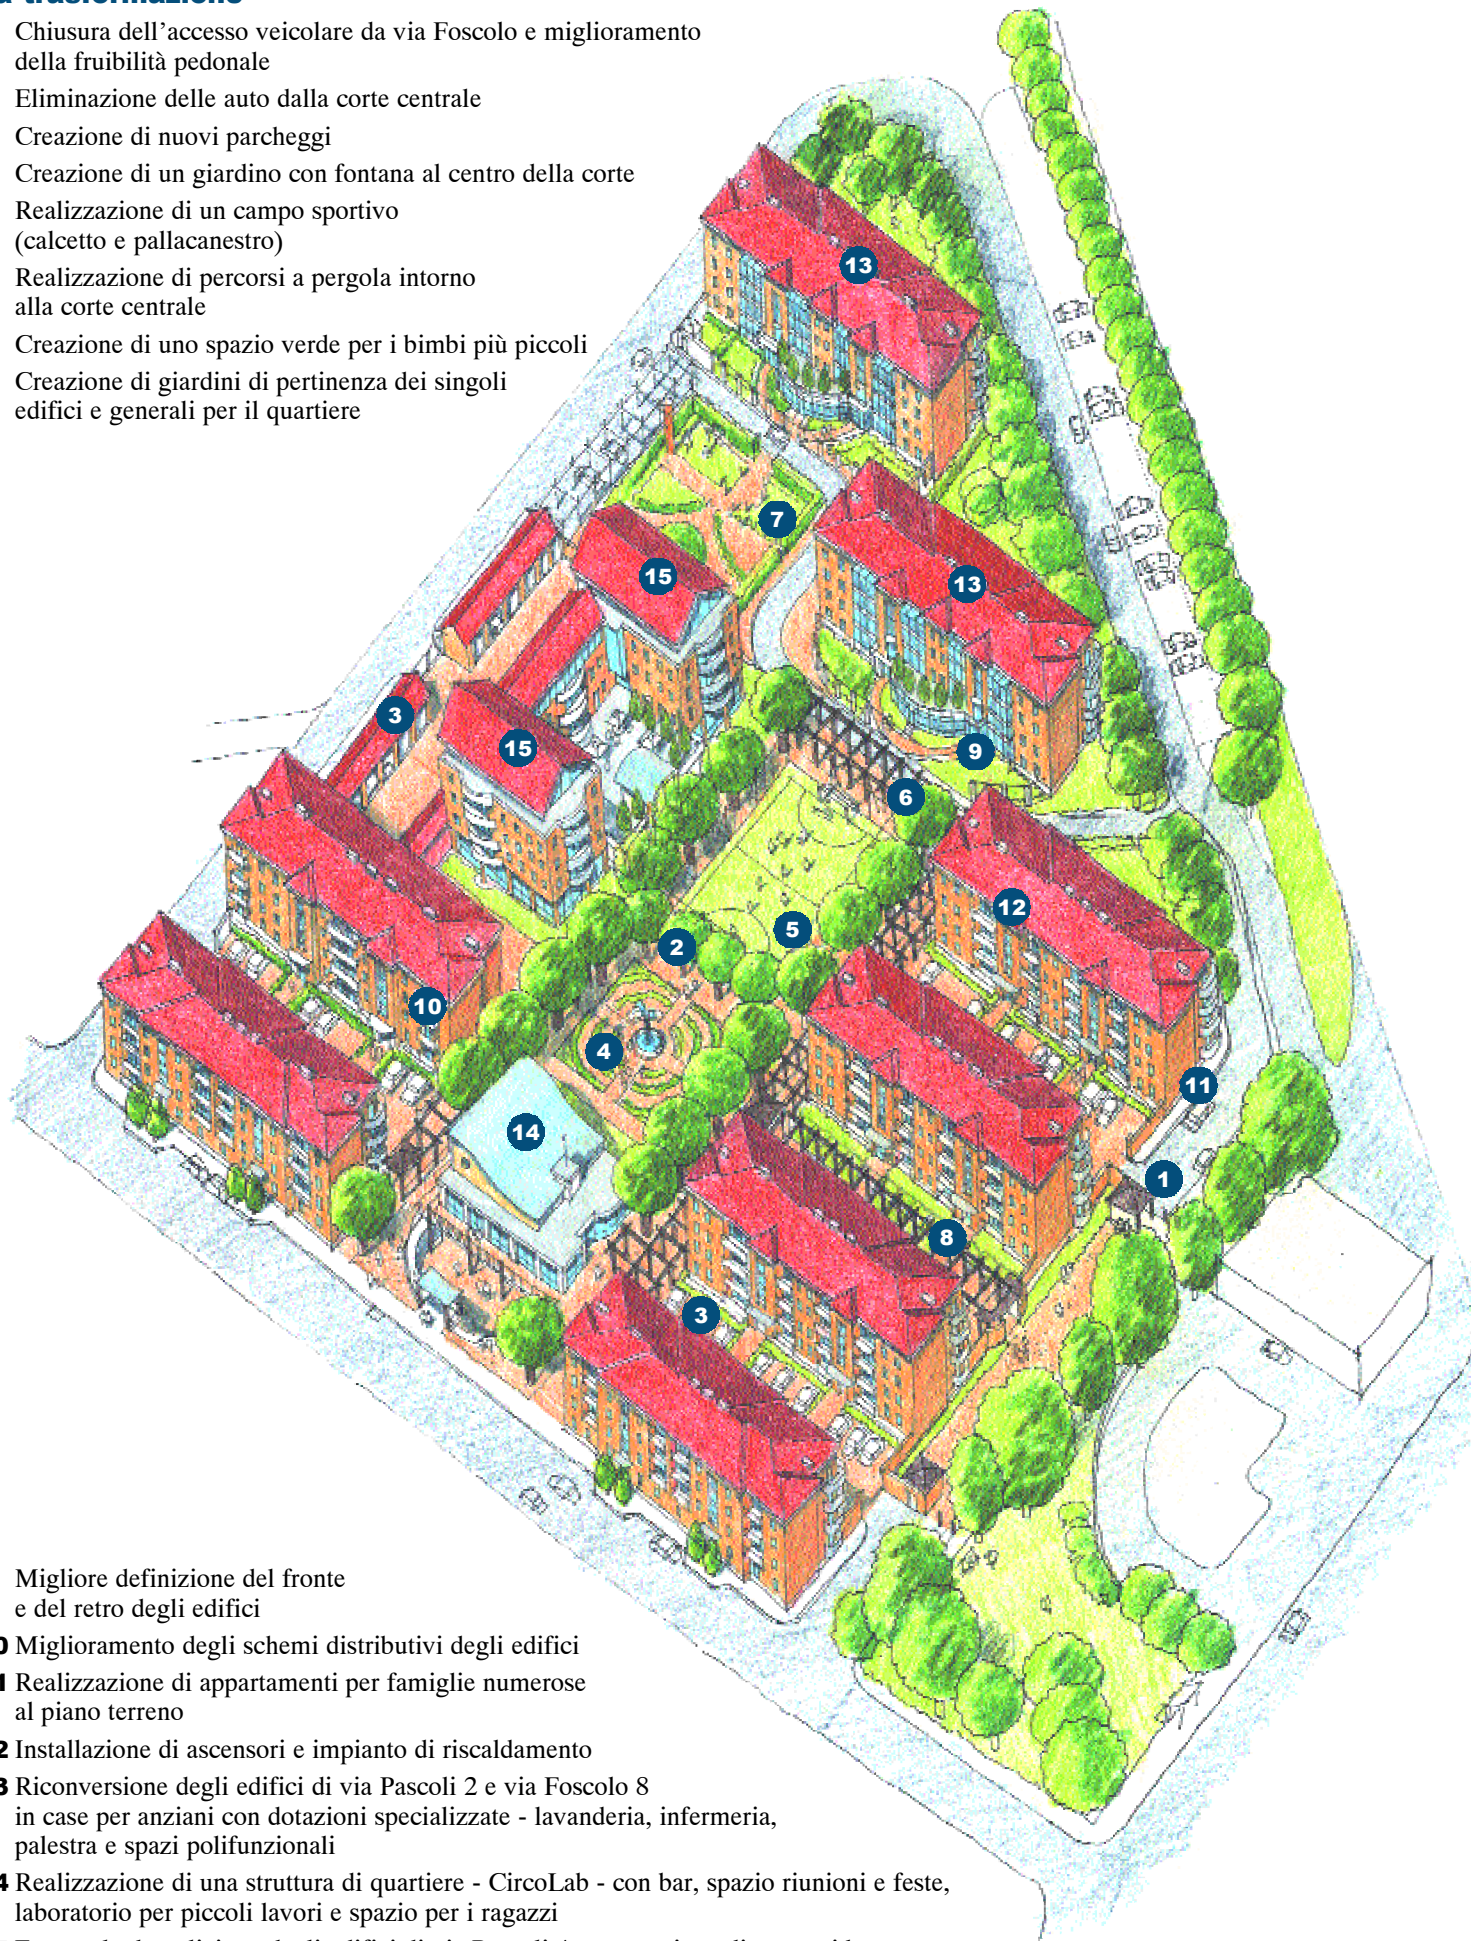 trasformazione
Chiusura dell'accesso veicolare da via Foscolo e miglioramento
della fruibilità pedonale
Eliminazione delle auto dalla corte centrale
Creazione di nuovi parcheggi
Creazione di un giardino con fontana al centro della corte
Realizzazione di un campo sportivo
(calcetto e pallacanestro)
Realizzazione di percorsi a pergola intorno
alla corte centrale
Creazione di uno spazio verde per i bimbi più piccoli
Creazione di giardini di pertinenza dei singoli
edifici e generali per il quartiere
13
7
15
13
3
15
9
6
12
5
2
10
4
11
14
1
8
3
Migliore definizione del fronte
e del retro degli edifici
0 Miglioramento degli schemi distributivi degli edifici
1 Realizzazione di appartamenti per famiglie numerose
al piano terreno
2 Installazione di ascensori e impianto di riscaldamento
3 Riconversione degli edifici di via Pascoli 2 e via Foscolo 8
in case per anziani con dotazioni specializzate - lavanderia, infermeria,
palestra e spazi polifunzionali
4 Realizzazione di una struttura di quartiere - CircoLab - con bar, spazio riunioni e feste,
laboratorio per piccoli lavori e spazio per i ragazzi